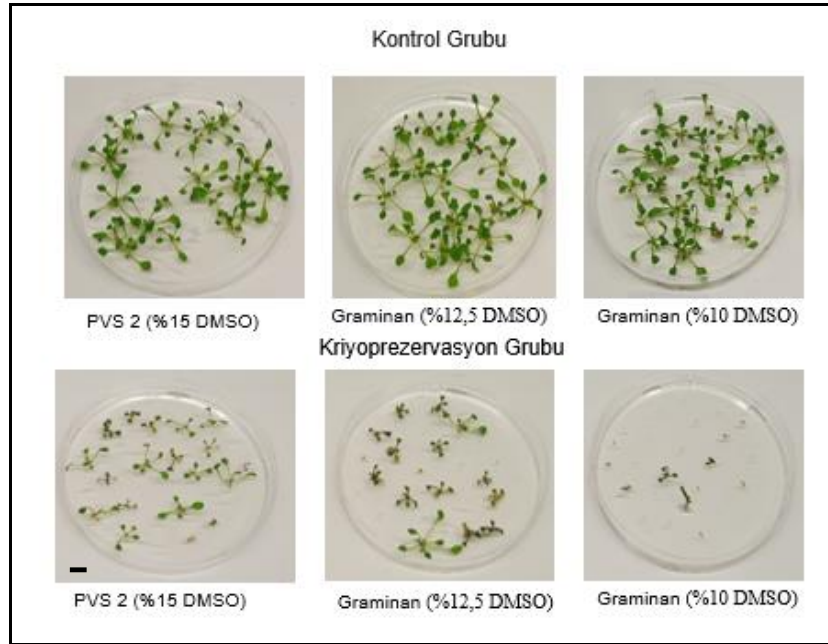 Kontrol Grubu
PVS 2 (%15 DMSO)
Graminan (%12,5 DMSO)
Graminan (%10 DMSO)
Kriyoprezervasyon Grubu
PVS 2 (%15 DMSO)
Graminan (%12,5 DMSO)
Graminan (%10 DMSO)